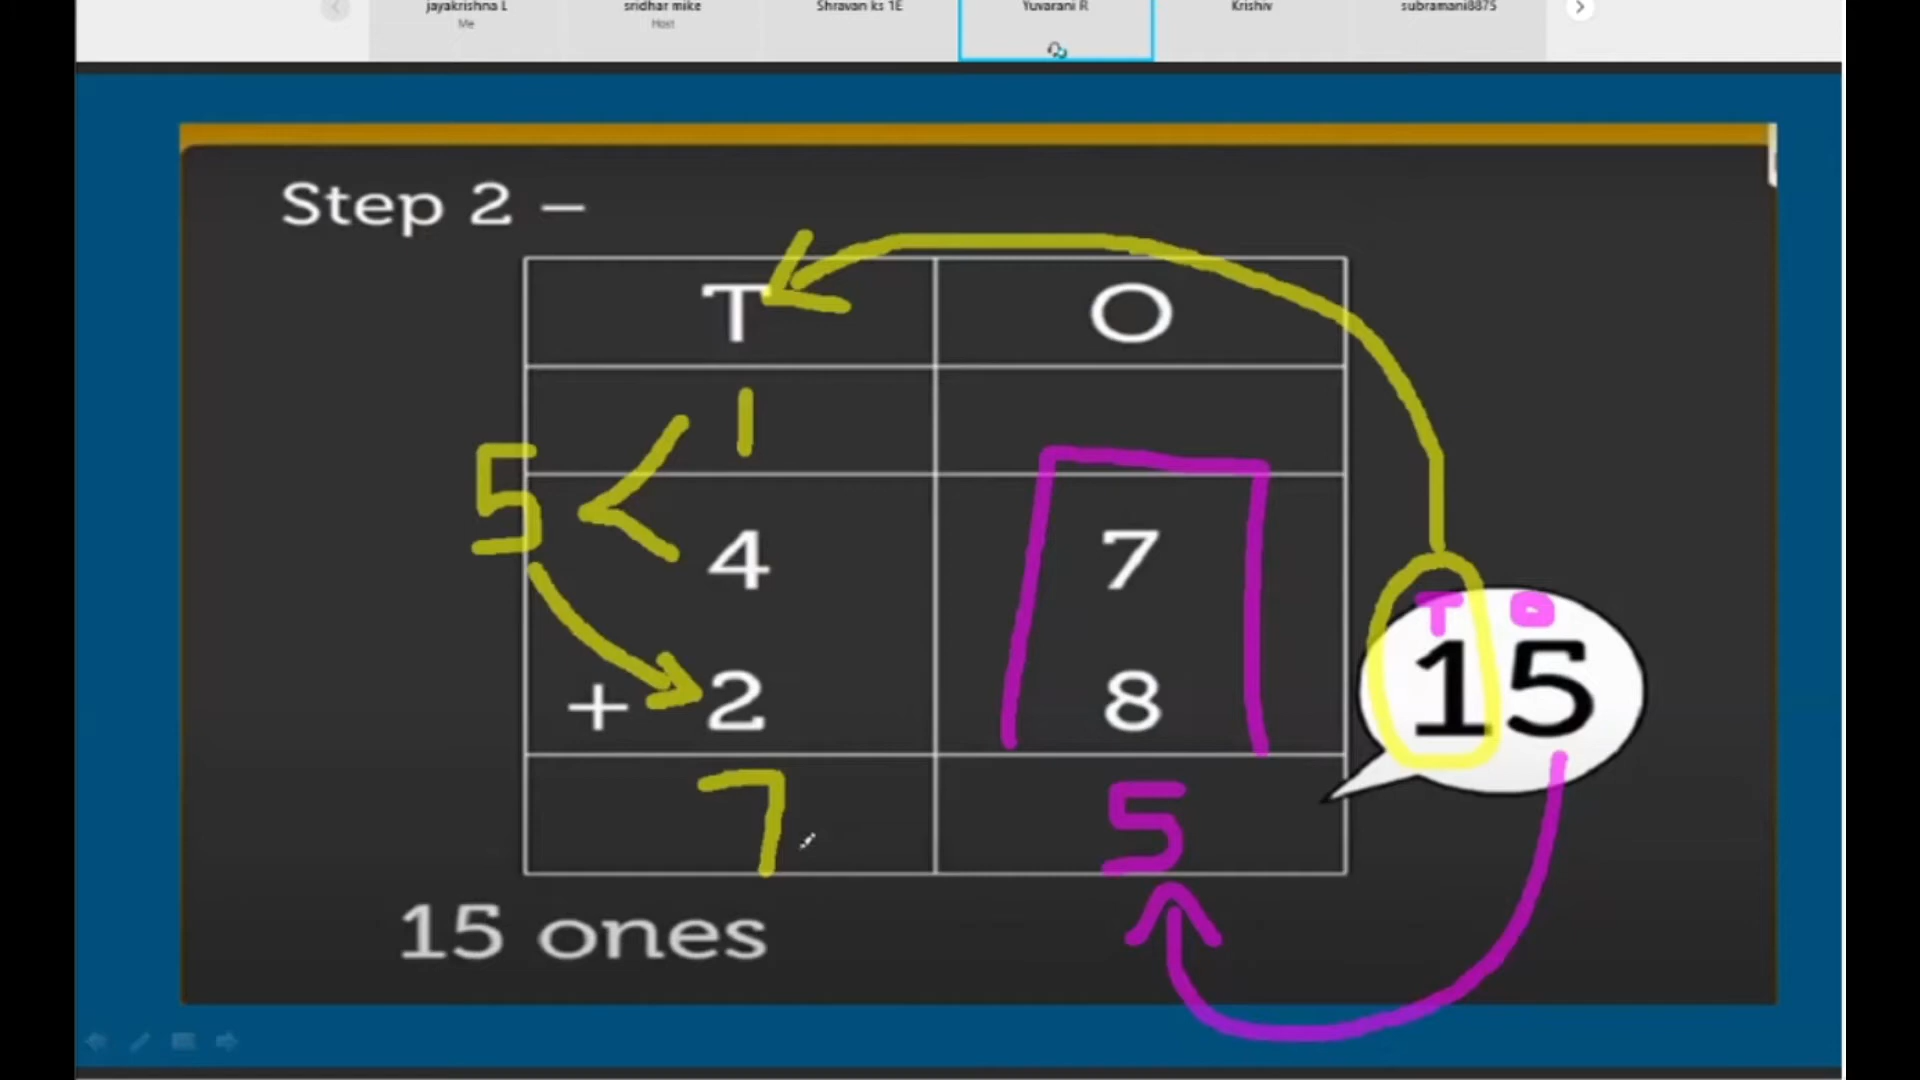 jayakrishna L
Me
sridhar mike
Host
Shravan ks 1E
Yuvarani R
Krishiv
subramani8875
Step 2 –
T O
1
5
4 7
+ 2 8
7 5
T O
15
15 ones